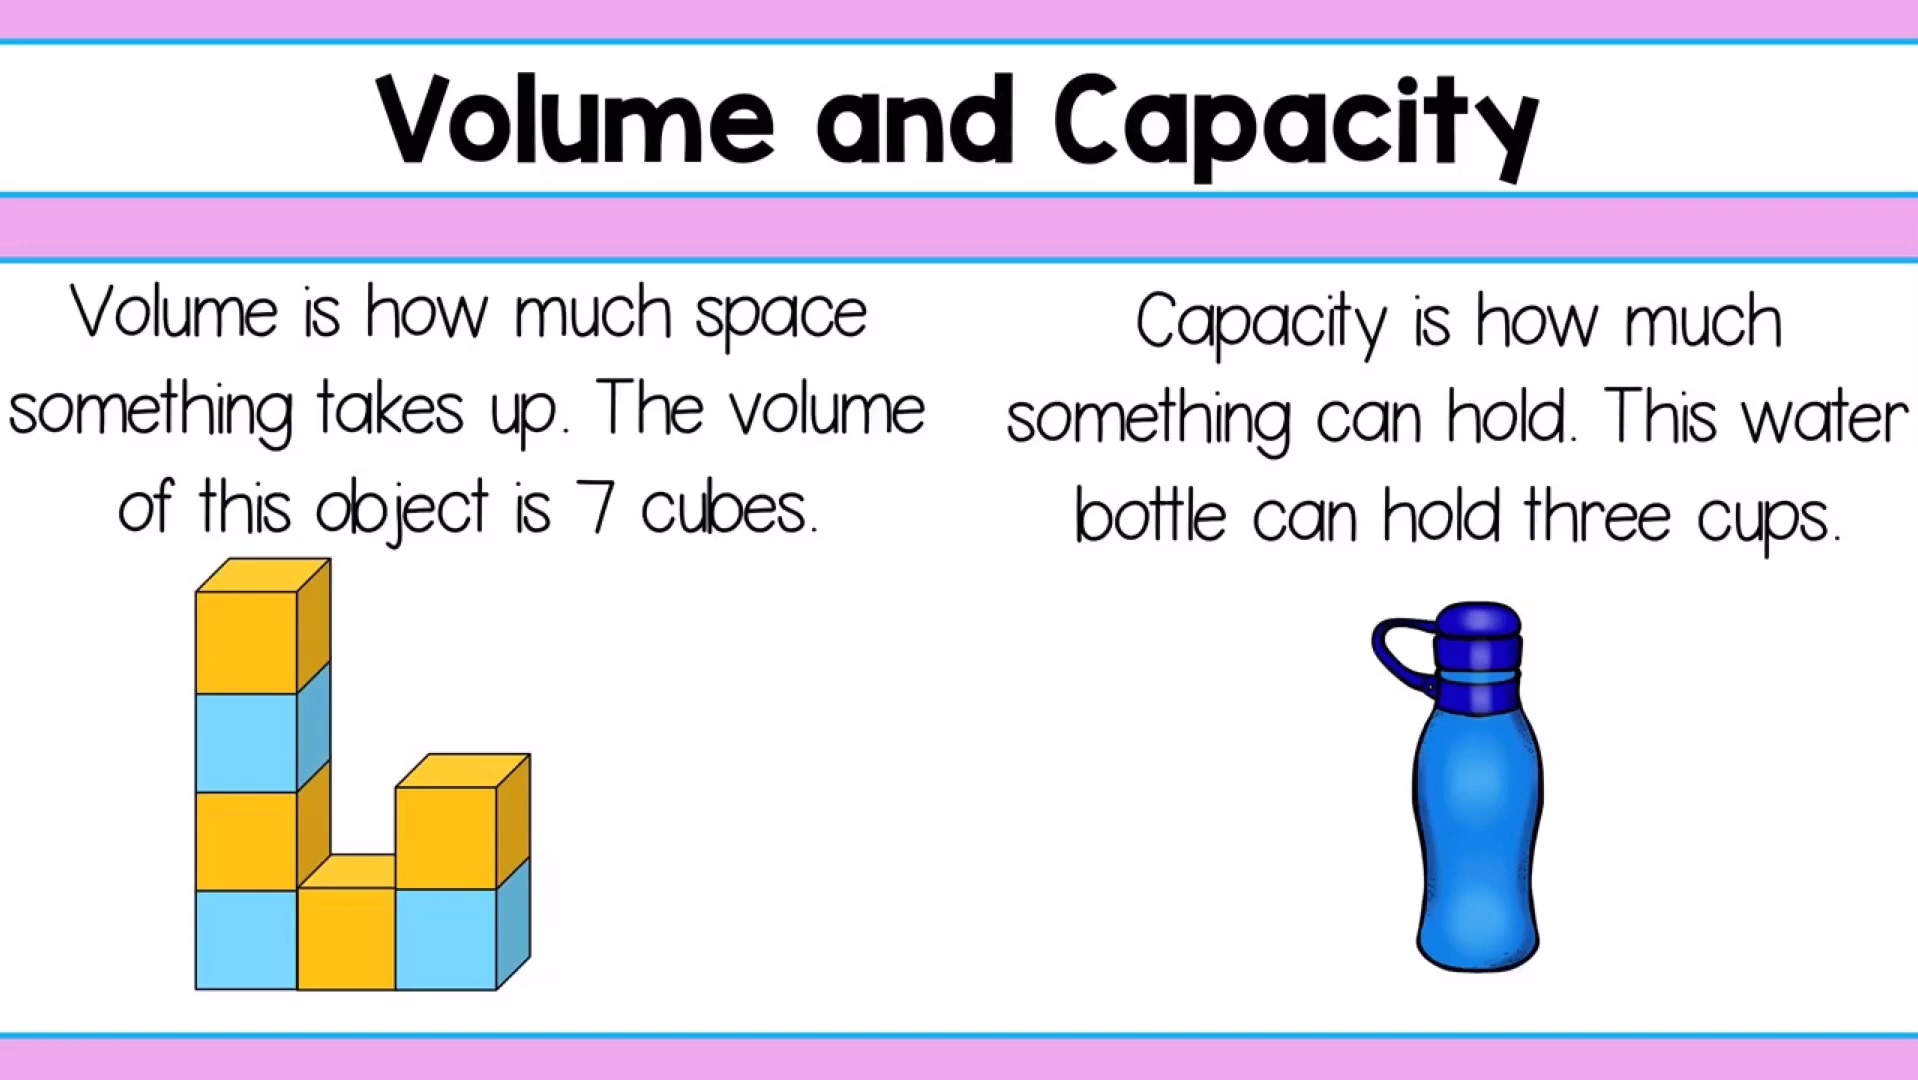 Volume and Capacity
Volume is how much space
something takes up. The volume
of this object is 7 cubes.
Capacity is how much
something can hold. This water
bottle can hold three cups.